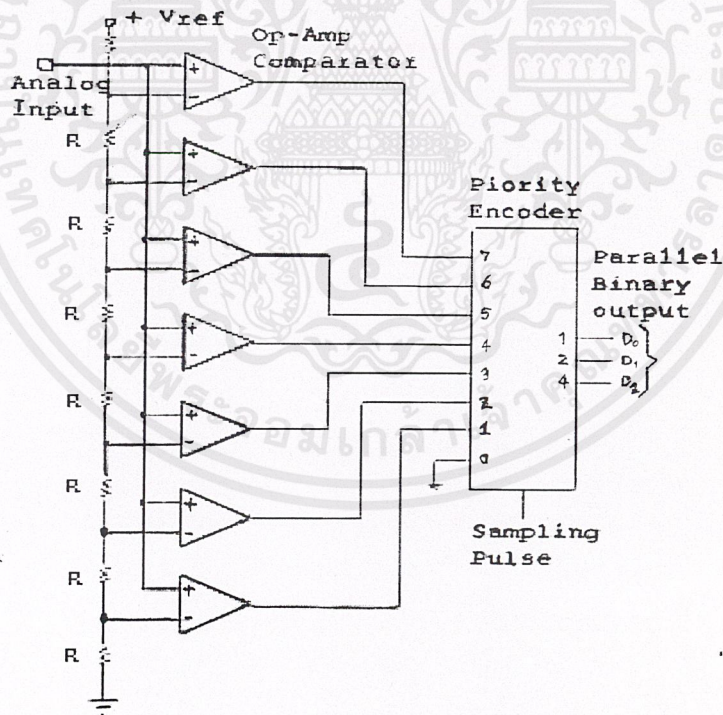 + Vref
Op-Amp
Comparator
Analog
Input
+
-
R
+
-
R
+
-
R
+
-
R
+
-
R
+
-
R
+
-
R
Piority
Encoder
7
6
5
4
3
2
1
0
1
2
4
D₀
D₁
D₂
Parallel
Binary
output
Sampling
Pulse